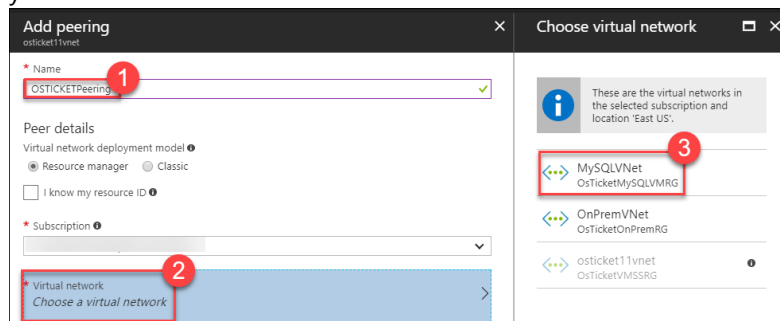 Add peering
osticket11vnet
* Name
OSTICKETPeering
1
Peer details
Virtual network deployment model
Resource manager Classic
I know my resource ID
* Subscription
2
* Virtual network
Choose a virtual network
Choose virtual network
These are the virtual networks in
the selected subscription and
location 'East US'.
3
MySQLVNet
OsTicketMySQLVMRG
OnPremVNet
OsTicketOnPremRG
osticket11vnet
OsTicketVMSSRG